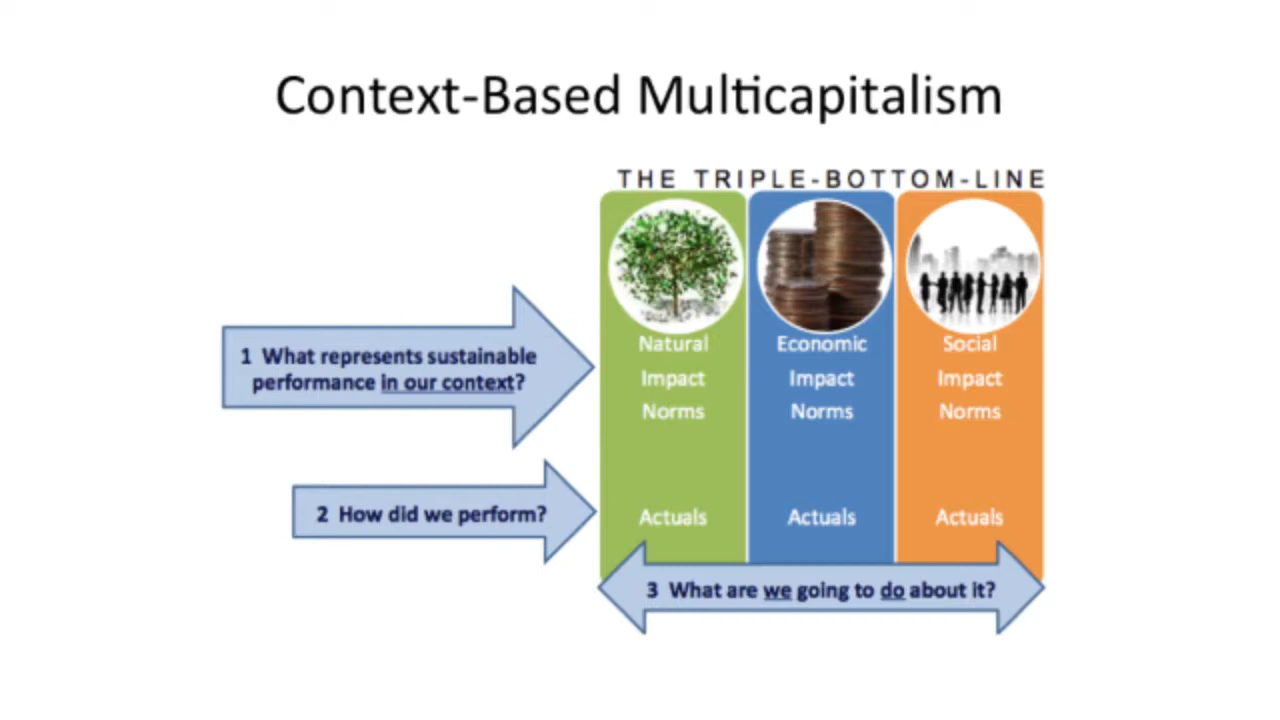 Context-Based Multicapitalism
THE TRIPLE-BOTTOM-LINE
1 What represents sustainable
performance in our context?
Natural
Impact
Norms
Economic
Impact
Norms
Social
Impact
Norms
2 How did we perform?
Actuals
Actuals
Actuals
3 What are we going to do about it?